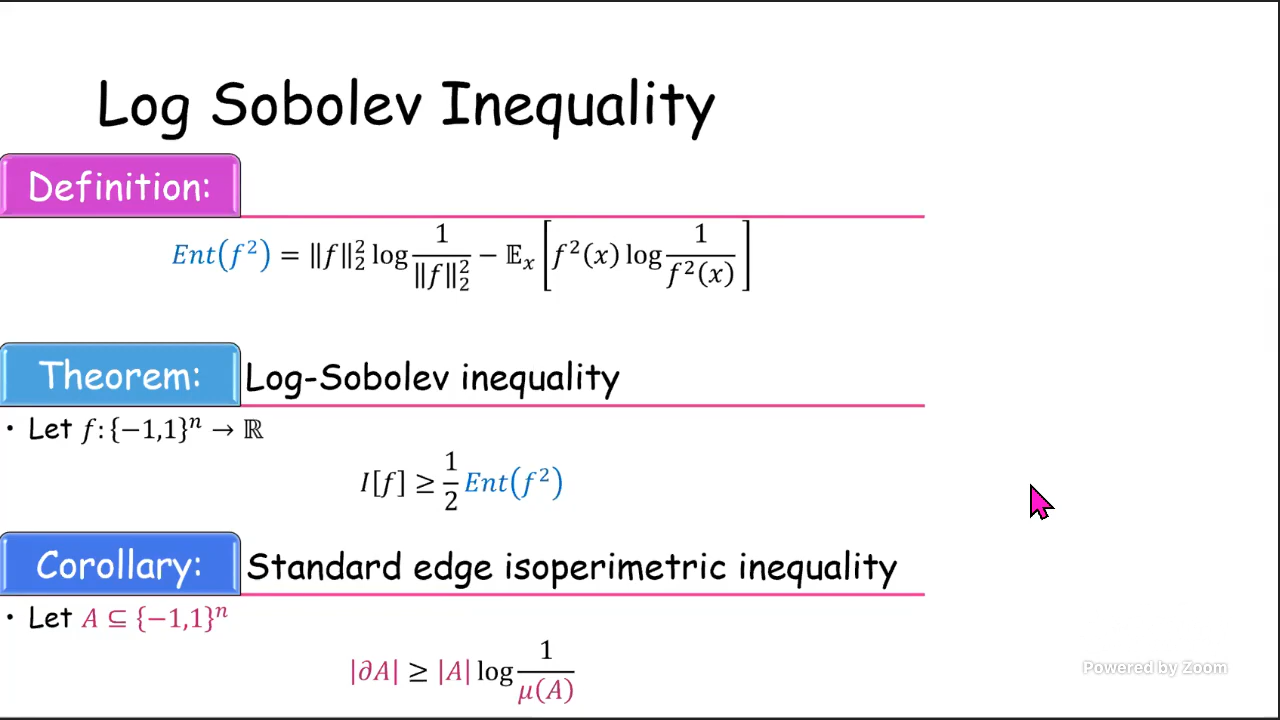 Log Sobolev Inequality
Definition:
Ent(f²) = ‖f‖₂² log 1/‖f‖₂² − 𝔼ₓ [f²(x) log 1/f²(x)]
Theorem: Log-Sobolev inequality
• Let f: {−1,1}ⁿ → ℝ
I[f] ≥ 1/2 Ent(f²)
Corollary: Standard edge isoperimetric inequality
• Let A ⊆ {−1,1}ⁿ
|∂A| ≥ |A| log 1/μ(A)
Powered by Zoom